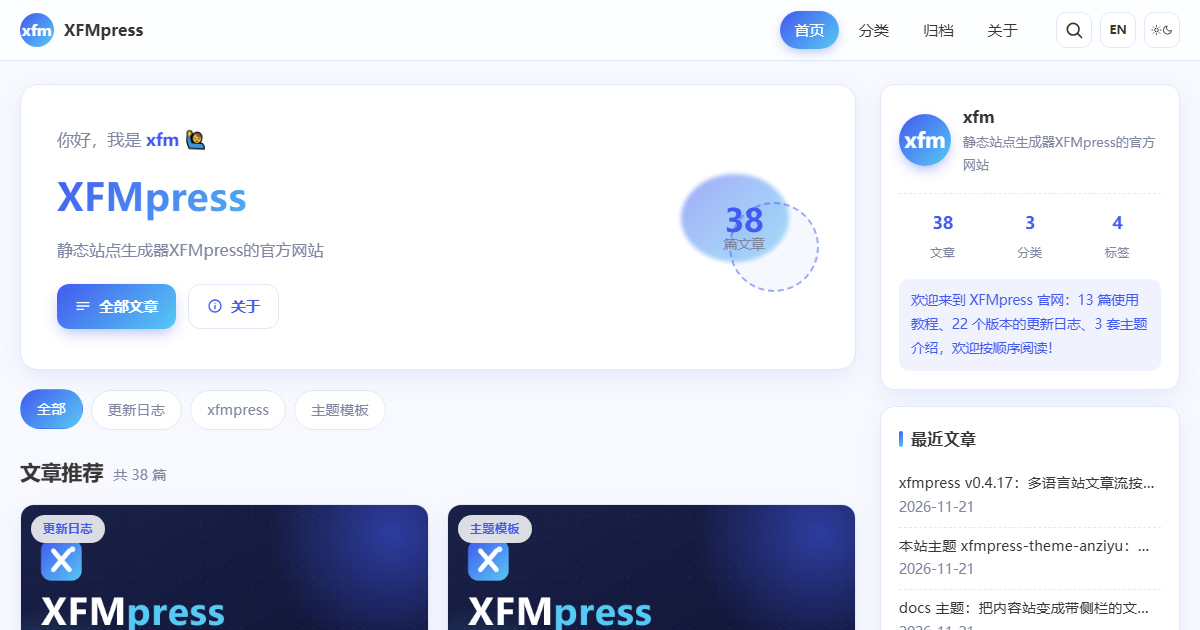 xfm XFMpress 首页 分类 归档 关于 EN
你好，我是 xfm
XFMpress
静态站点生成器XFMpress的官方网站
全部文章 关于
38
篇文章
xfm
xfm
静态站点生成器XFMpress的官方
网站
38 3 4
文章 分类 标签
欢迎来到 XFMpress 官网：13 篇使用
教程、22 个版本的更新日志、3 套主题
介绍，欢迎按顺序阅读！
全部 更新日志 xfmpress 主题模板
文章推荐 共 38 篇
更新日志
XFMpress
主题模板
XFMpress
最近文章
xfmpress v0.4.17：多语言站文章流按...
2026-11-21
本站主题 xfmpress-theme-anziyu：...
2026-11-21
docs 主题：把内容站变成带侧栏的文...
2026-11-21